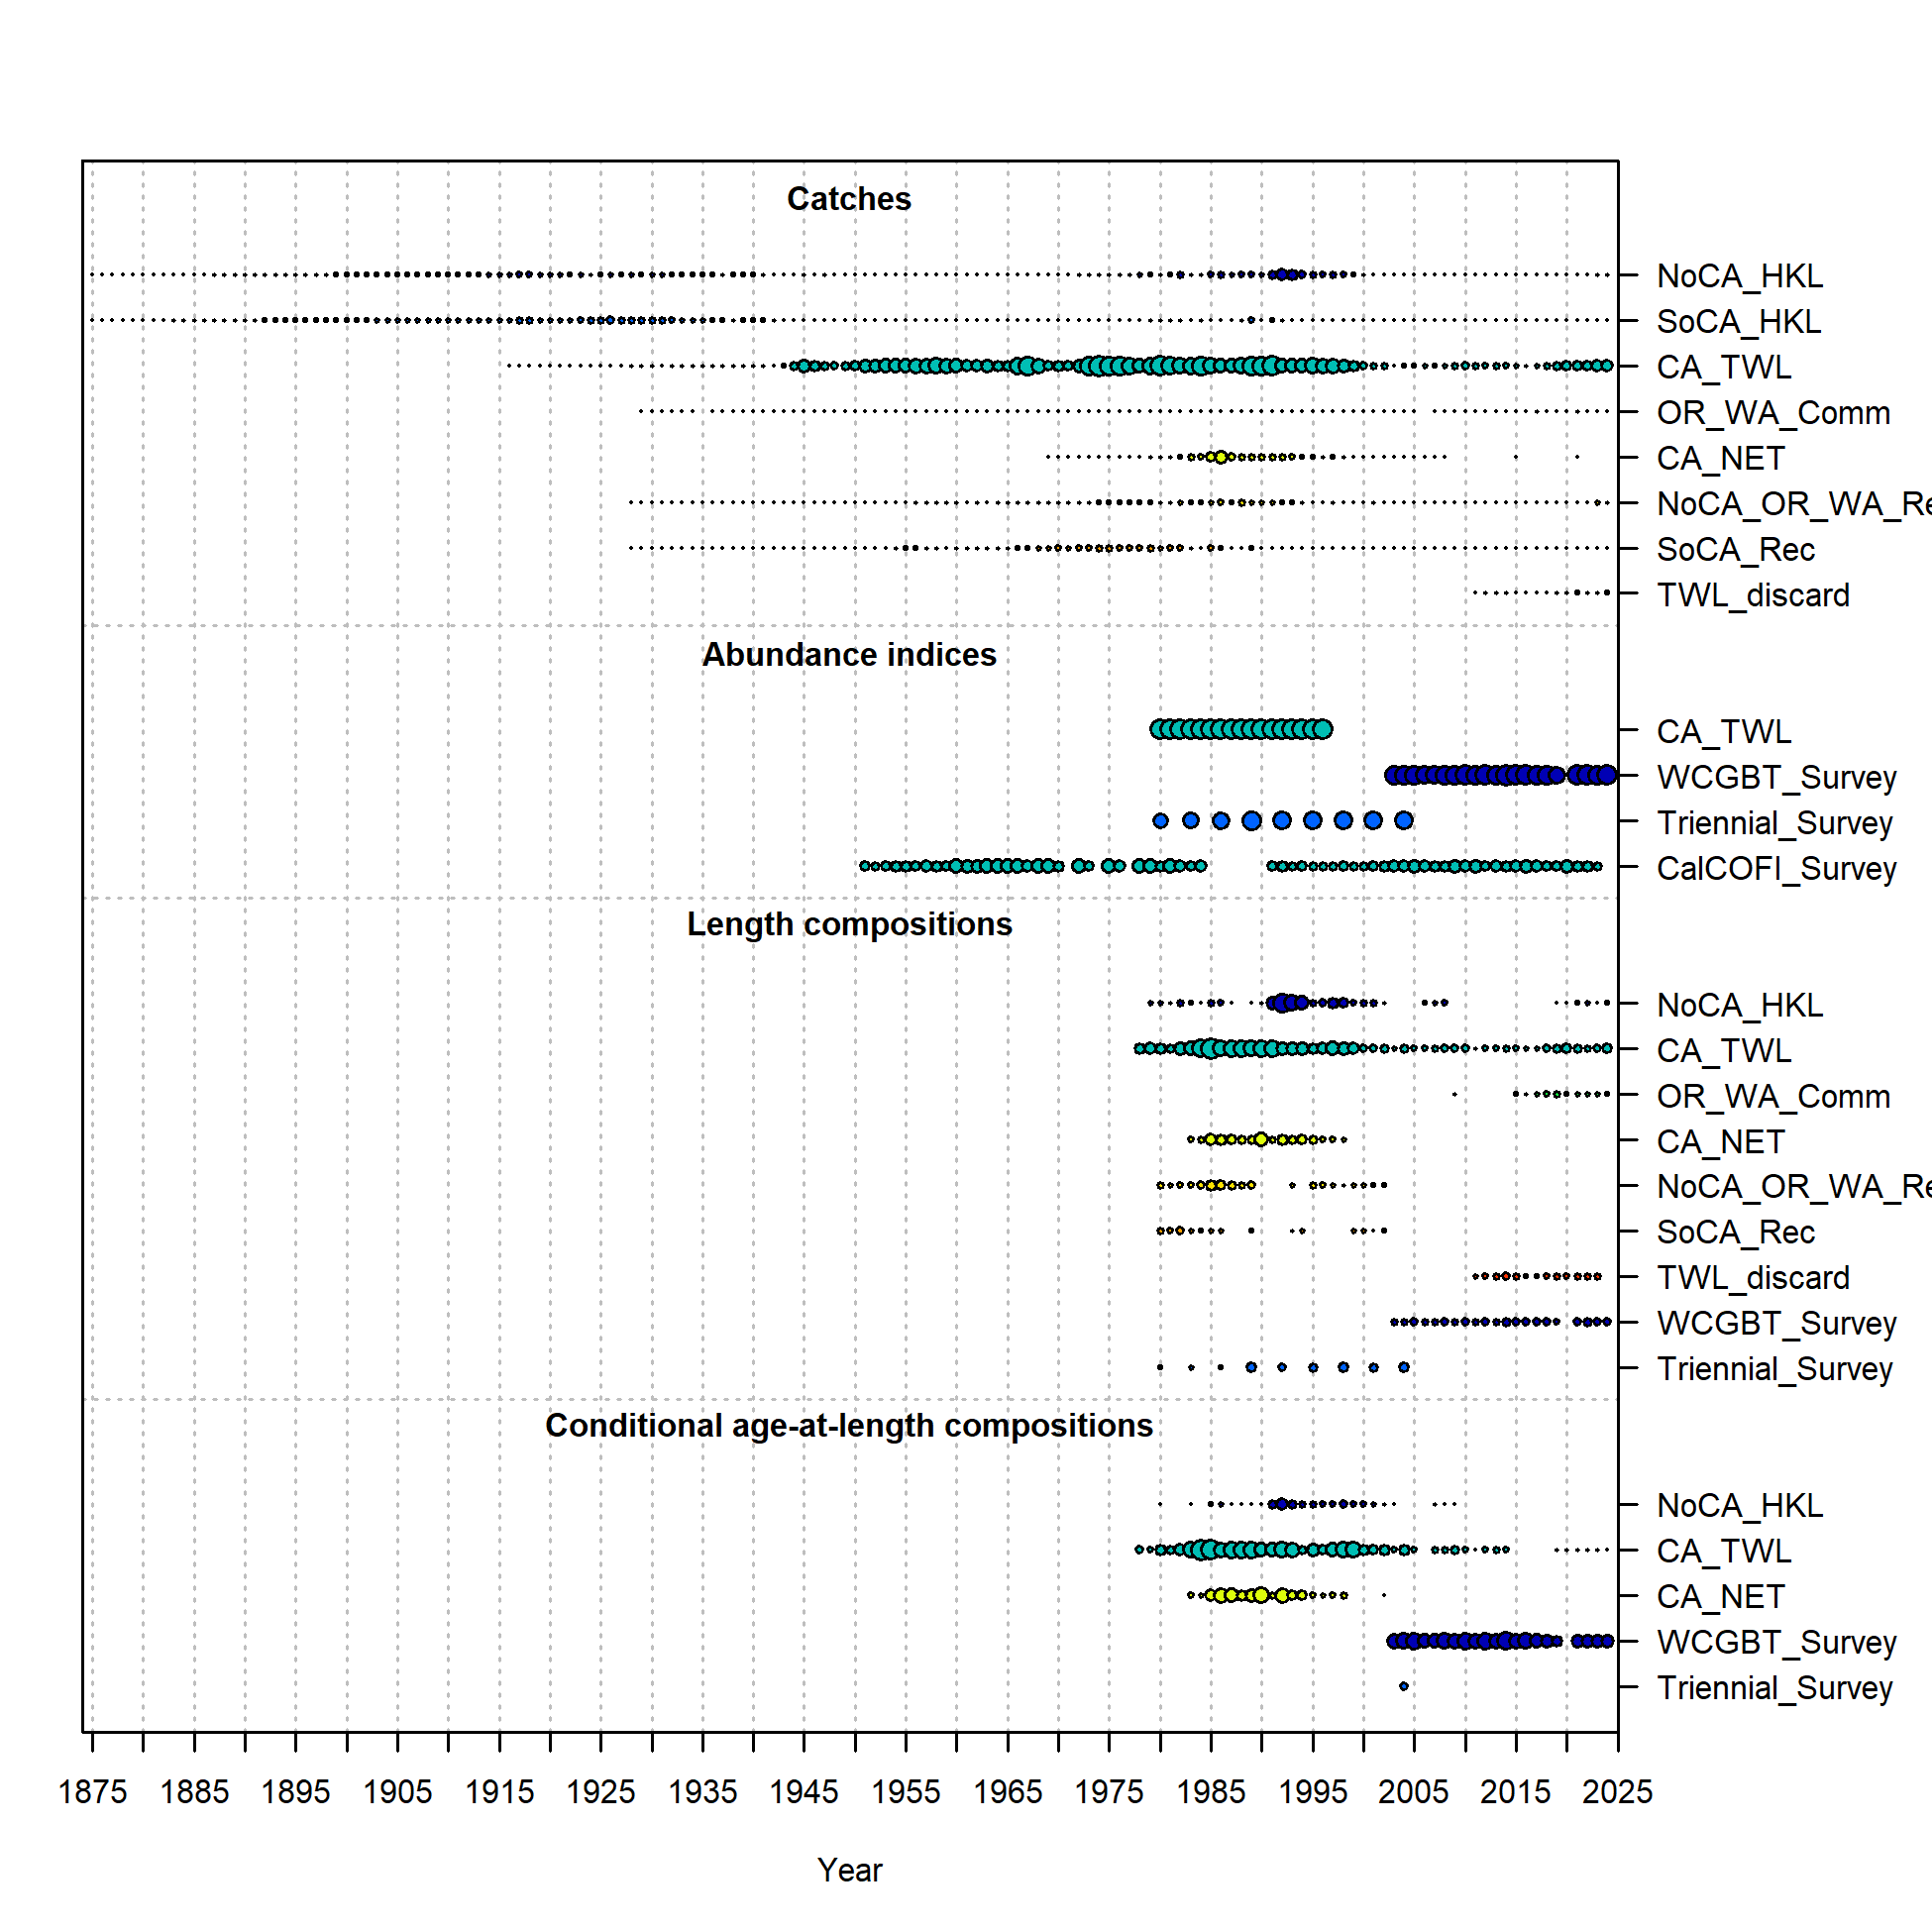 Catches
NoCA_HKL
SoCA_HKL
CA_TWL
OR_WA_Comm
CA_NET
NoCA_OR_WA_Re
SoCA_Rec
TWL_discard
Abundance indices
CA_TWL
WCGBT_Survey
Triennial_Survey
CalCOFI_Survey
Length compositions
NoCA_HKL
CA_TWL
OR_WA_Comm
CA_NET
NoCA_OR_WA_Re
SoCA_Rec
TWL_discard
WCGBT_Survey
Triennial_Survey
Conditional age-at-length compositions
NoCA_HKL
CA_TWL
CA_NET
WCGBT_Survey
Triennial_Survey
1875 1885 1895 1905 1915 1925 1935 1945 1955 1965 1975 1985 1995 2005 2015 2025
Year